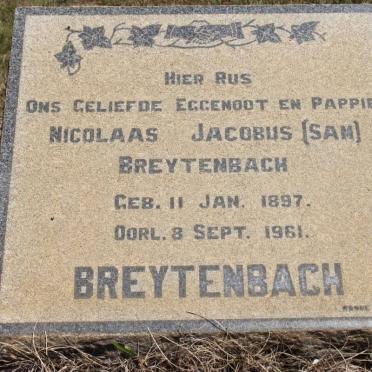 HIER RUS
ONS GELIEFDE EGGENOOT EN PAPPIE
NICOLAAS JACOBUS (SAM)
BREYTENBACH
GEB. 11 JAN. 1897.
OORL. 8 SEPT. 1961.
BREYTENBACH